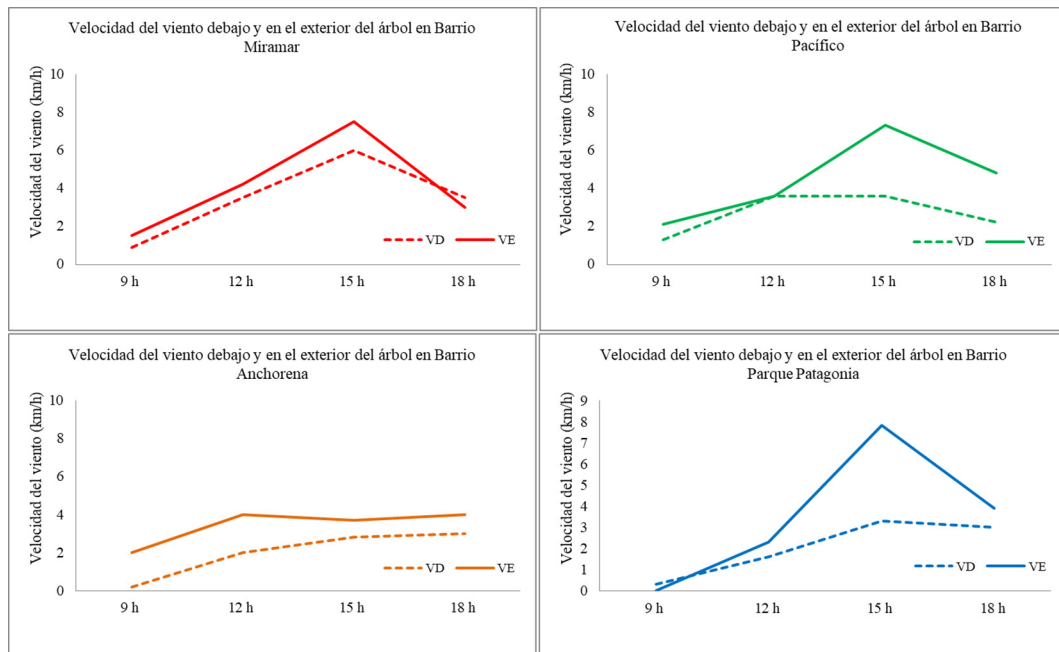 Velocidad del viento debajo y en el exterior del árbol en Barrio
Miramar
Velocidad del viento (km/h)
10
8
6
4
2
0
9 h
12 h
15 h
18 h
VD
VE
Velocidad del viento debajo y en el exterior del árbol en Barrio
Pacífico
Velocidad del viento (km/h)
10
8
6
4
2
0
9 h
12 h
15 h
18 h
VD
VE
Velocidad del viento debajo y en el exterior del árbol en Barrio
Anchorena
Velocidad del viento (km/h)
10
8
6
4
2
0
9 h
12 h
15 h
18 h
VD
VE
Velocidad del viento debajo y en el exterior del árbol en Barrio
Parque Patagonia
Velocidad del viento (km/h)
9
8
7
6
5
4
3
2
1
0
9 h
12 h
15 h
18 h
VD
VE